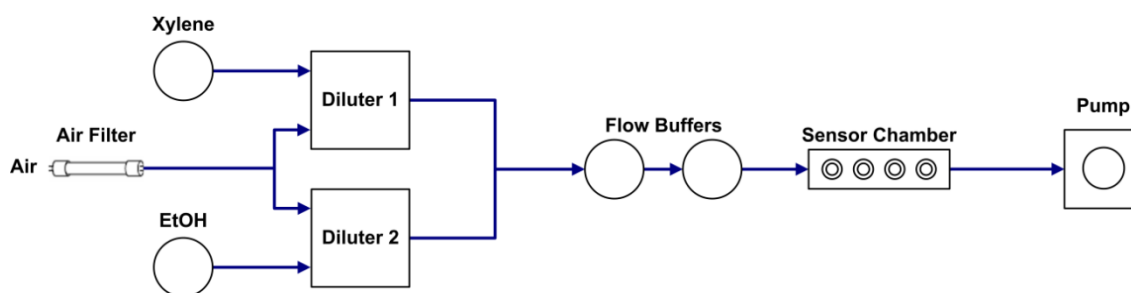 Xylene
Diluter 1
Air Filter
Air
EtOH
Diluter 2
Flow Buffers
Sensor Chamber
Pump